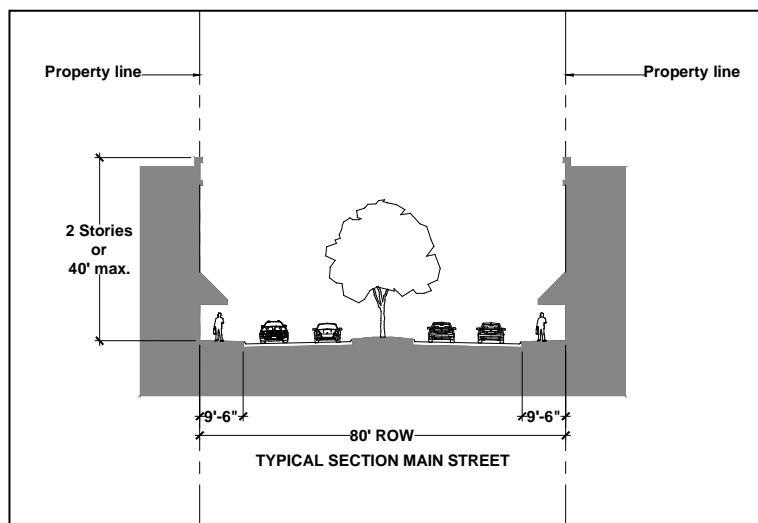 Property line
Property line
2 Stories
or
40' max.
9'-6"
9'-6"
80' ROW
TYPICAL SECTION MAIN STREET